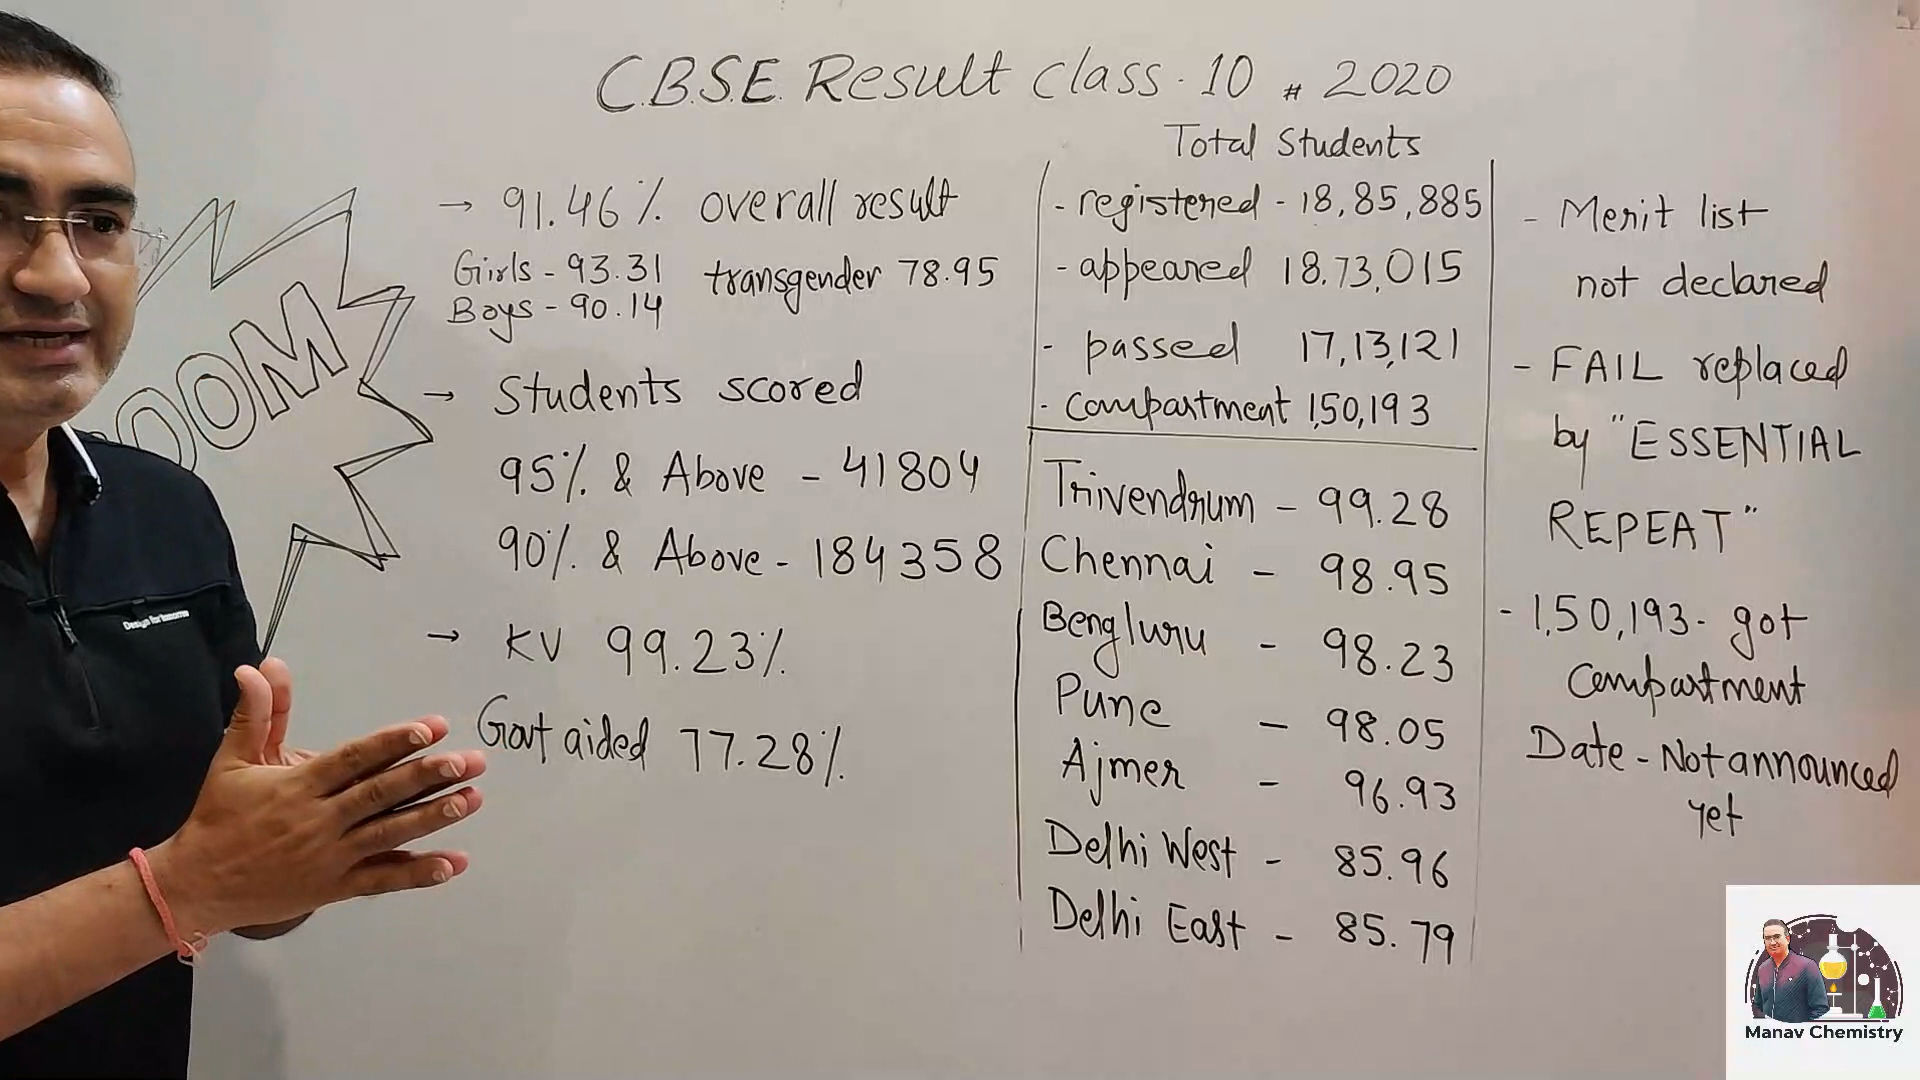 C.B.S.E. Result Class - 10 # 2020
→ 91.46 % overall result
Girls - 93.31 transgender 78.95
Boys - 90.14
→ Students scored
95% & Above - 41804
90% & Above - 184358
→ KV 99.23%
Govt aided 77.28%
Total Students
- registered - 18,85,885
- appeared 18.73,015
- passed 17,13,121
- compartment 1,50,193
Trivendrum - 99.28
Chennai - 98.95
Bengluru - 98.23
Pune - 98.05
Ajmer - 96.93
Delhi West - 85.96
Delhi East - 85.79
- Merit list
not declared
- FAIL replaced
by "ESSENTIAL
REPEAT"
- 1,50,193 - got
compartment
Date - Not announced
yet
OOM
Design for tomorrow
Manav Chemistry